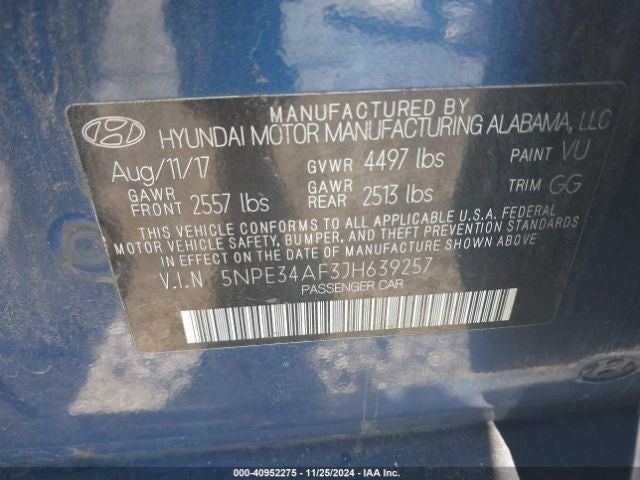 MANUFACTURED BY
HYUNDAI MOTOR MANUFACTURING ALABAMA, LLC
Aug/11/17 GVWR 4497 lbs PAINT VU
GAWR FRONT 2557 lbs GAWR REAR 2513 lbs TRIM GG
THIS VEHICLE CONFORMS TO ALL APPLICABLE U.S.A. FEDERAL
MOTOR VEHICLE SAFETY, BUMPER, AND THEFT PREVENTION STANDARDS
IN EFFECT ON THE DATE OF MANUFACTURE SHOWN ABOVE
V.I.N. 5NPE34AF3JH639257
PASSENGER CAR
000-40952275 - 11/25/2024 - IAA Inc.